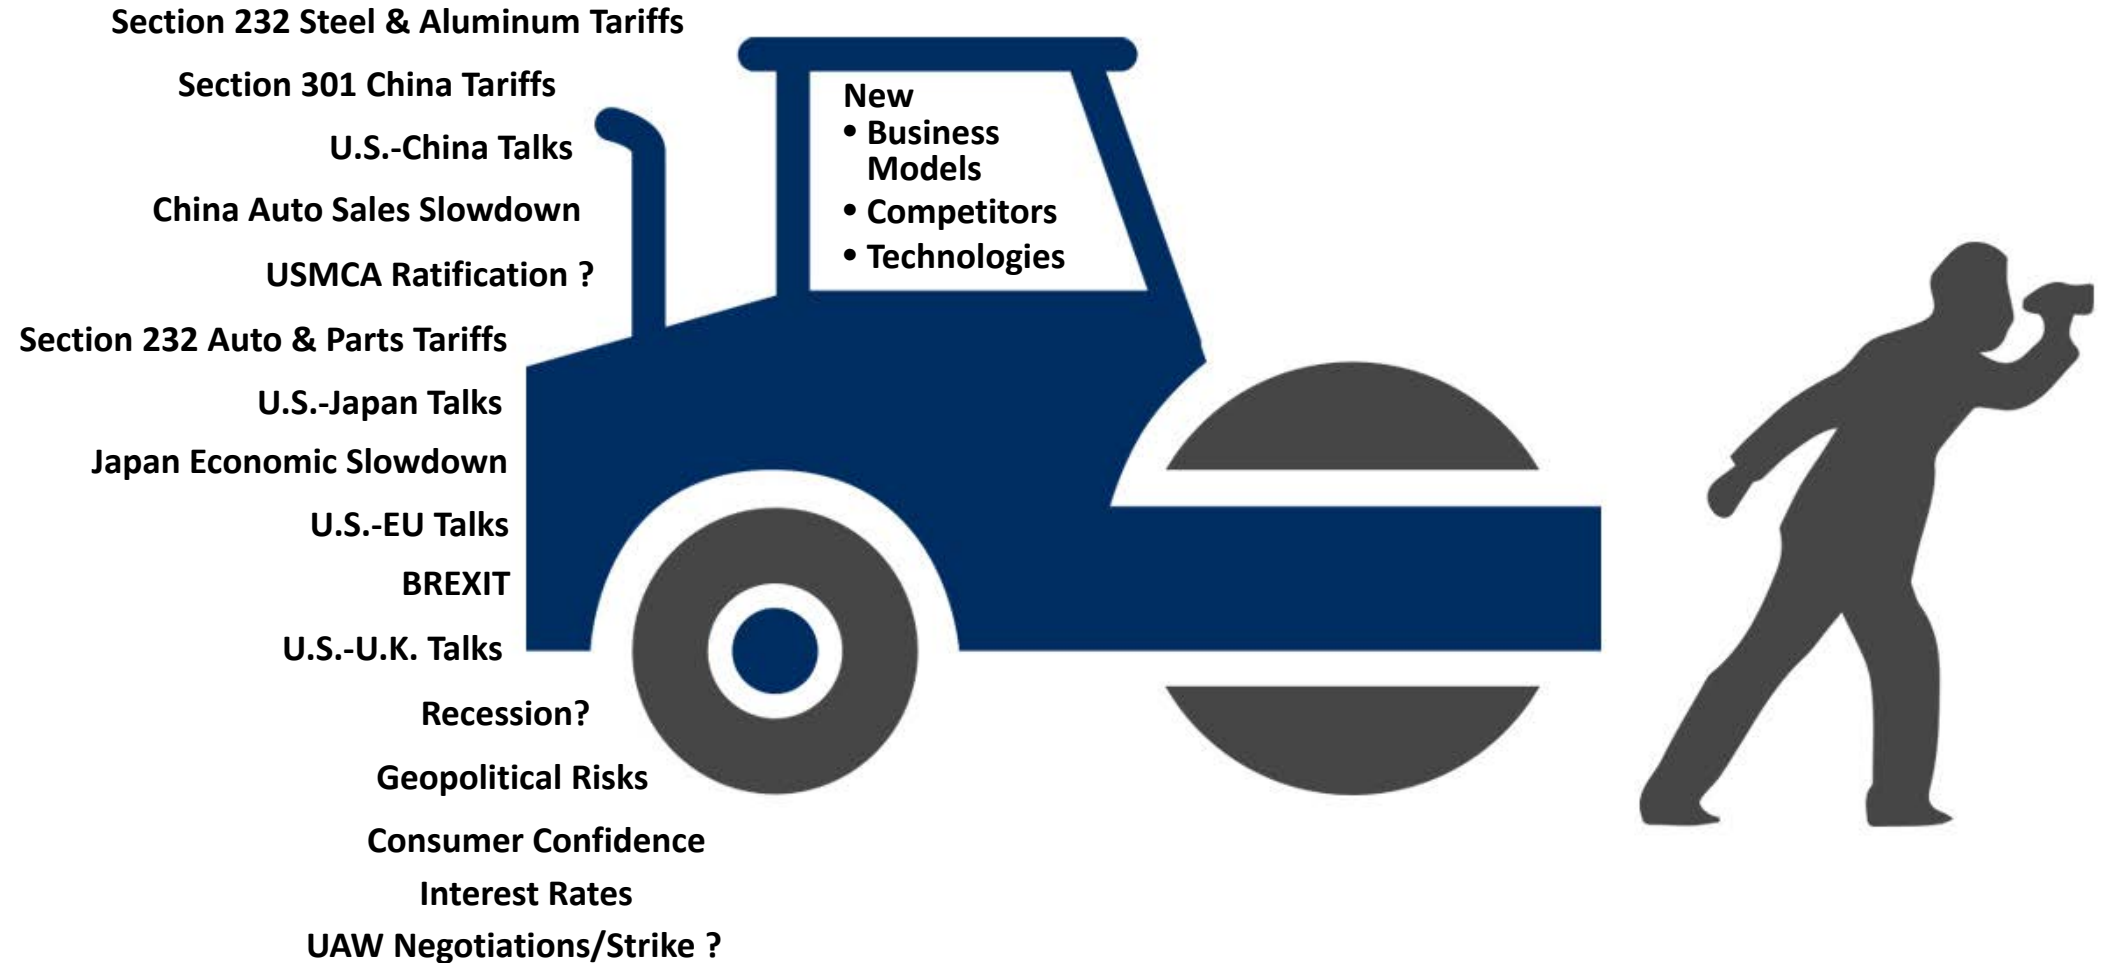 Section 232 Steel & Aluminum Tariffs
Section 301 China Tariffs
U.S.-China Talks
China Auto Sales Slowdown
USMCA Ratification ?
Section 232 Auto & Parts Tariffs
U.S.-Japan Talks
Japan Economic Slowdown
U.S.-EU Talks
BREXIT
U.S.-U.K. Talks
Recession?
Geopolitical Risks
Consumer Confidence
Interest Rates
UAW Negotiations/Strike ?
New
• Business
Models
• Competitors
• Technologies